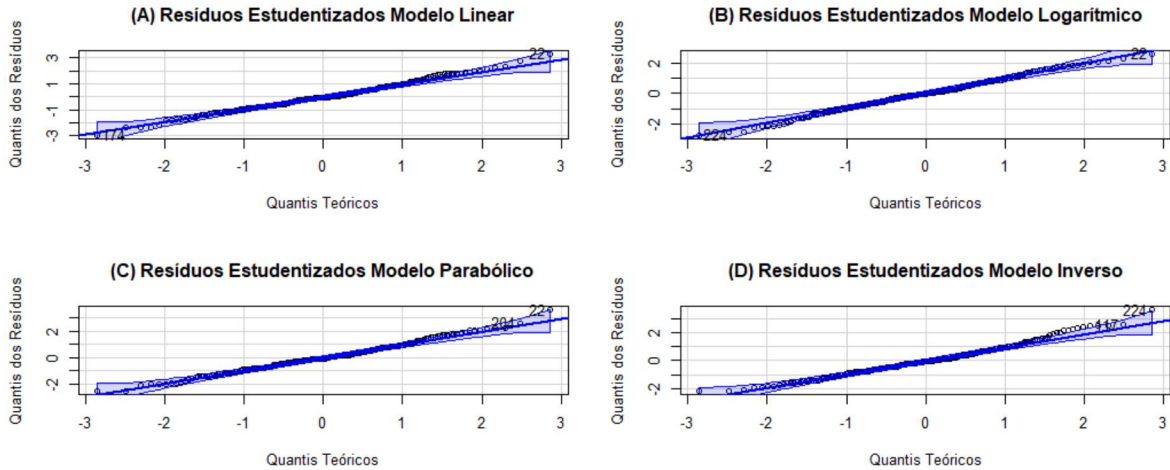 (A) Resíduos Estudentizados Modelo Linear
Quantis dos Resíduos
3
1
-1
-3
22
174
-3 -2 -1 0 1 2 3
Quantis Teóricos
(B) Resíduos Estudentizados Modelo Logarítmico
Quantis dos Resíduos
2
0
-2
22
224
-3 -2 -1 0 1 2 3
Quantis Teóricos
(C) Resíduos Estudentizados Modelo Parabólico
Quantis dos Resíduos
2
0
-2
22
201
-3 -2 -1 0 1 2 3
Quantis Teóricos
(D) Resíduos Estudentizados Modelo Inverso
Quantis dos Resíduos
2
0
-2
224
117
-3 -2 -1 0 1 2 3
Quantis Teóricos